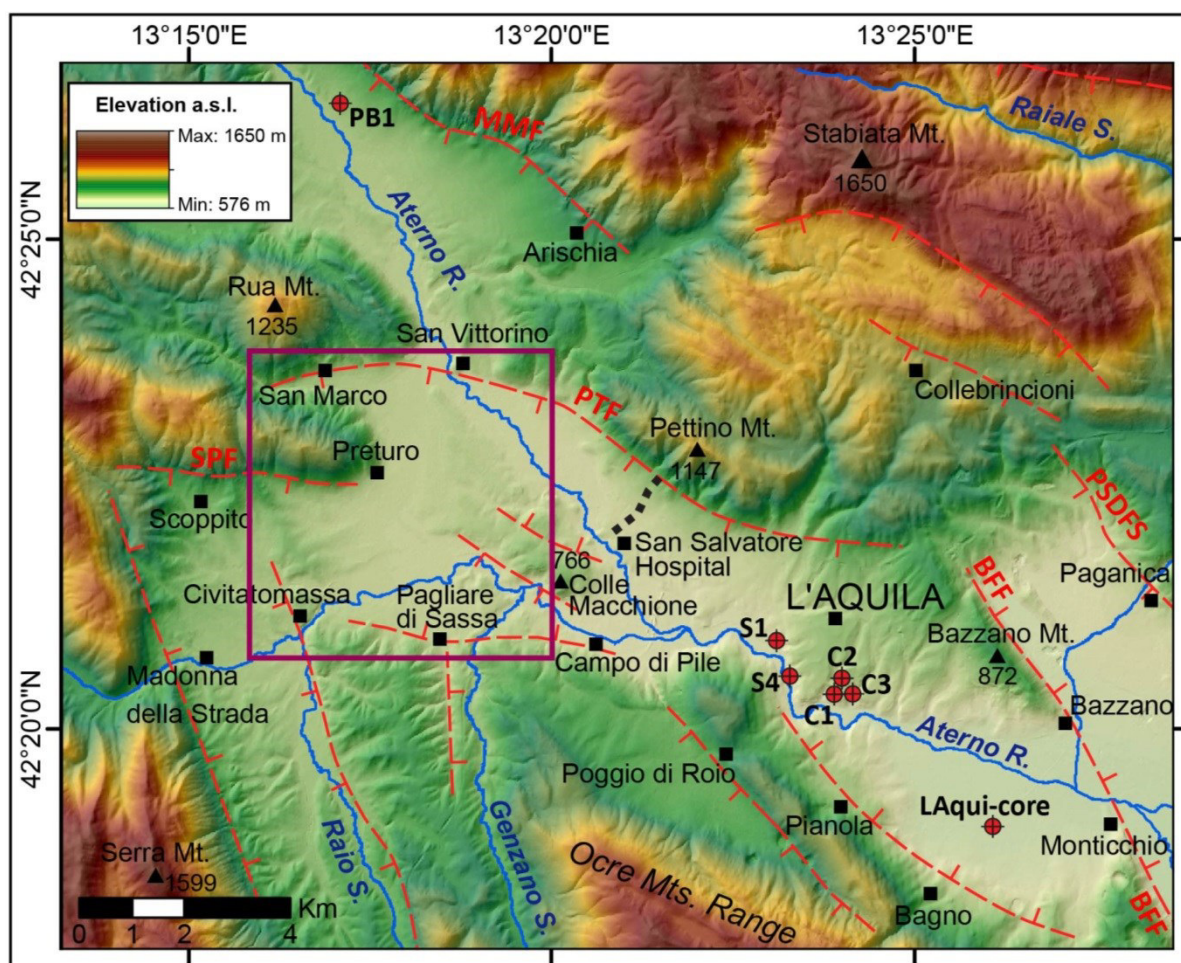 13°15'0"E
13°20'0"E
13°25'0"E
42°25'0"N
42°20'0"N
Elevation a.s.l.
Max: 1650 m
Min: 576 m
PB1
MMF
Raiale S.
Stabiata Mt.
1650
Aterno R.
Arischia
Rua Mt.
1235
San Vittorino
San Marco
Collebrincioni
PTF
Pettino Mt.
1147
Preturo
SPF
Scoppito
PSDFS
San Salvatore
Hospital
766
Colle
Macchione
Civitatomassa
Pagliare
di Sassa
L'AQUILA
BFF
Paganica
Bazzano Mt.
872
S1
Campo di Pile
Madonna
della Strada
S4
C2
C3
C1
Bazzano
Aterno R.
Poggio di Roio
LAqui-core
Pianola
Monticchio
Serra Mt.
1599
Raio S.
Genzano S.
Ocre Mts. Range
Bagno
BFF
Km
0 2 4